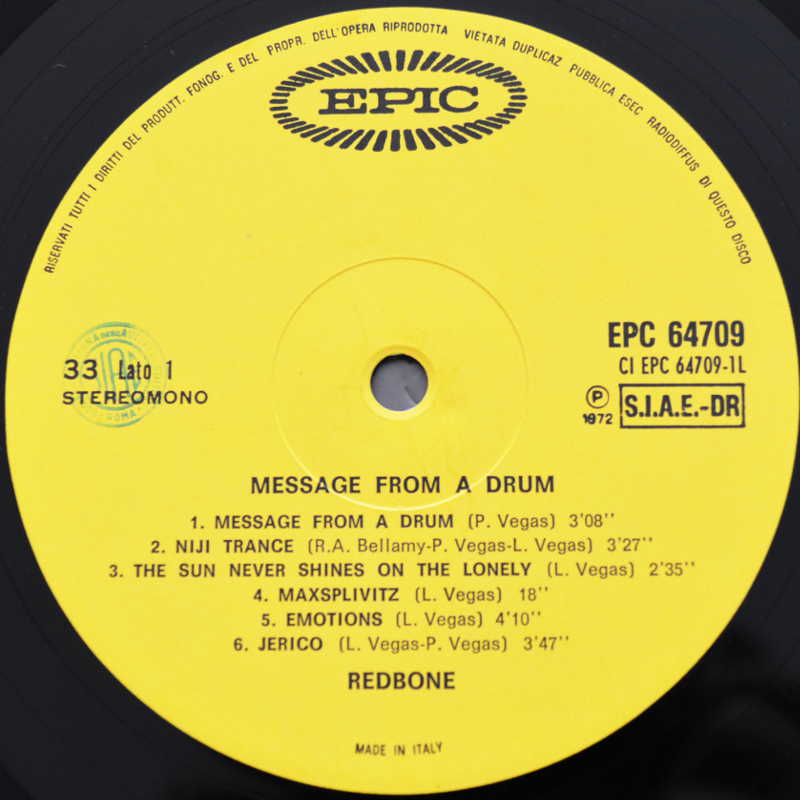 RISERVATI TUTTI I DIRITTI DEL PRODUTT. FONOG. E DEL PROPR. DELL'OPERA RIPRODOTTA VIETATA DUPLICAZ PUBBLICA ESEC RADIODIFFUS DI QUESTO DISCO
EPIC
EPC 64709
CI EPC 64709-1L
33 Lato 1
STEREOMONO
Ⓟ 1972
S.I.A.E.-DR
MESSAGE FROM A DRUM
1. MESSAGE FROM A DRUM (P. Vegas) 3'08''
2. NIJI TRANCE (R.A. Bellamy-P. Vegas-L. Vegas) 3'27''
3. THE SUN NEVER SHINES ON THE LONELY (L. Vegas) 2'35''
4. MAXSPLIVITZ (L. Vegas) 18''
5. EMOTIONS (L. Vegas) 4'10''
6. JERICO (L. Vegas-P. Vegas) 3'47''
REDBONE
MADE IN ITALY